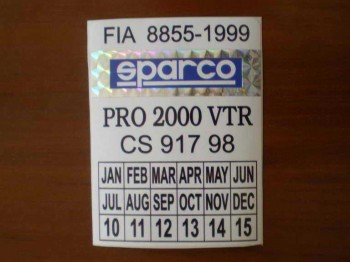 FIA 8855-1999
sparco
PRO 2000 VTR
CS 917 98
JAN FEB MAR APR MAY JUN
JUL AUG SEP OCT NOV DEC
10 11 12 13 14 15